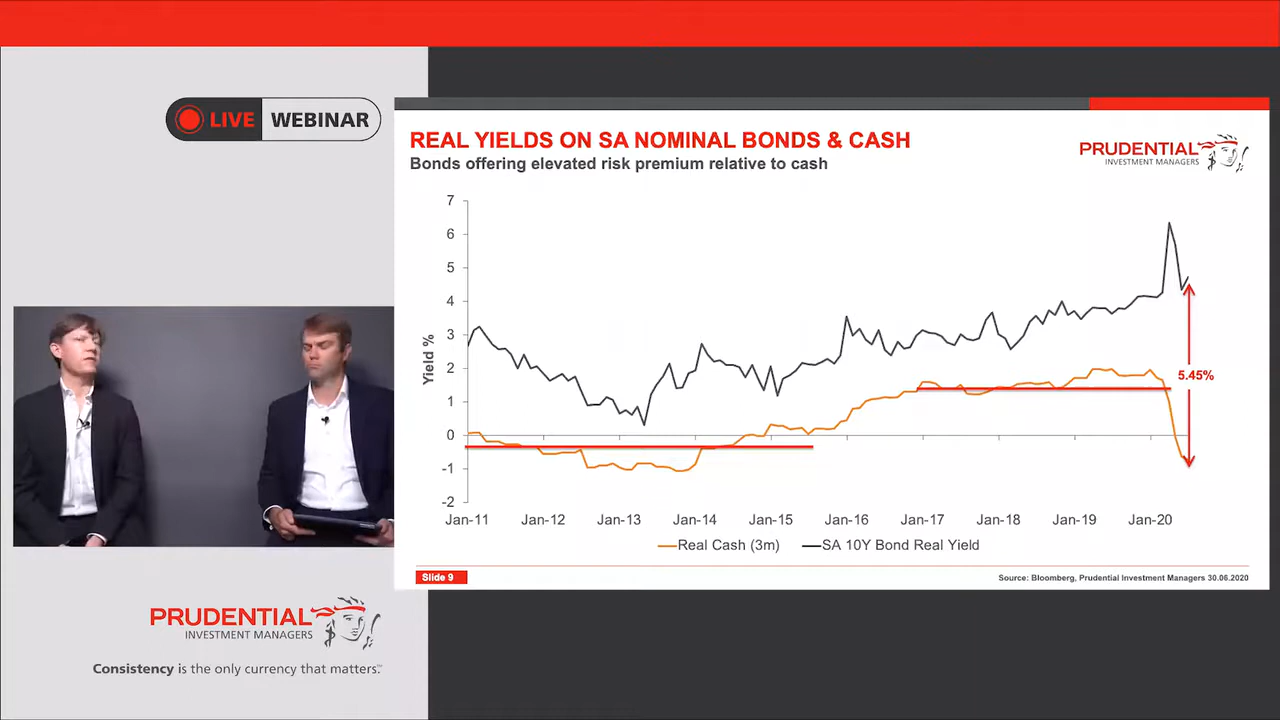 LIVE WEBINAR
REAL YIELDS ON SA NOMINAL BONDS & CASH
Bonds offering elevated risk premium relative to cash
PRUDENTIAL
INVESTMENT MANAGERS
Yield %
7
6
5
4
3
2
1
0
-1
-2
5.45%
Jan-11 Jan-12 Jan-13 Jan-14 Jan-15 Jan-16 Jan-17 Jan-18 Jan-19 Jan-20
Real Cash (3m) SA 10Y Bond Real Yield
Slide 9
Source: Bloomberg, Prudential Investment Managers 30.06.2020
PRUDENTIAL
INVESTMENT MANAGERS
Consistency is the only currency that matters.™